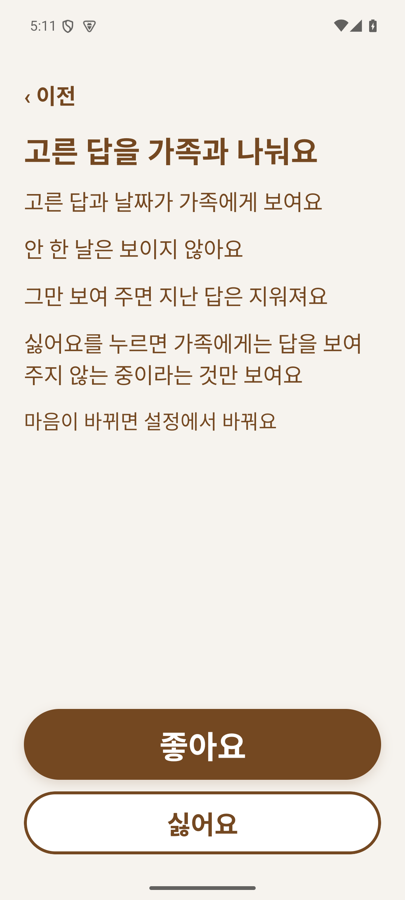 5:11
‹ 이전
고른 답을 가족과 나눠요
고른 답과 날짜가 가족에게 보여요
안 한 날은 보이지 않아요
그만 보여 주면 지난 답은 지워져요
싫어요를 누르면 가족에게는 답을 보여
주지 않는 중이라는 것만 보여요
마음이 바뀌면 설정에서 바꿔요
좋아요
싫어요